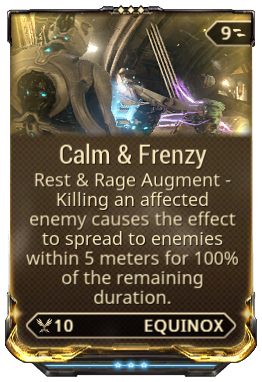 9
Calm & Frenzy
Rest & Rage Augment -
Killing an affected
enemy causes the effect
to spread to enemies
within 5 meters for 100%
of the remaining
duration.
10 EQUINOX